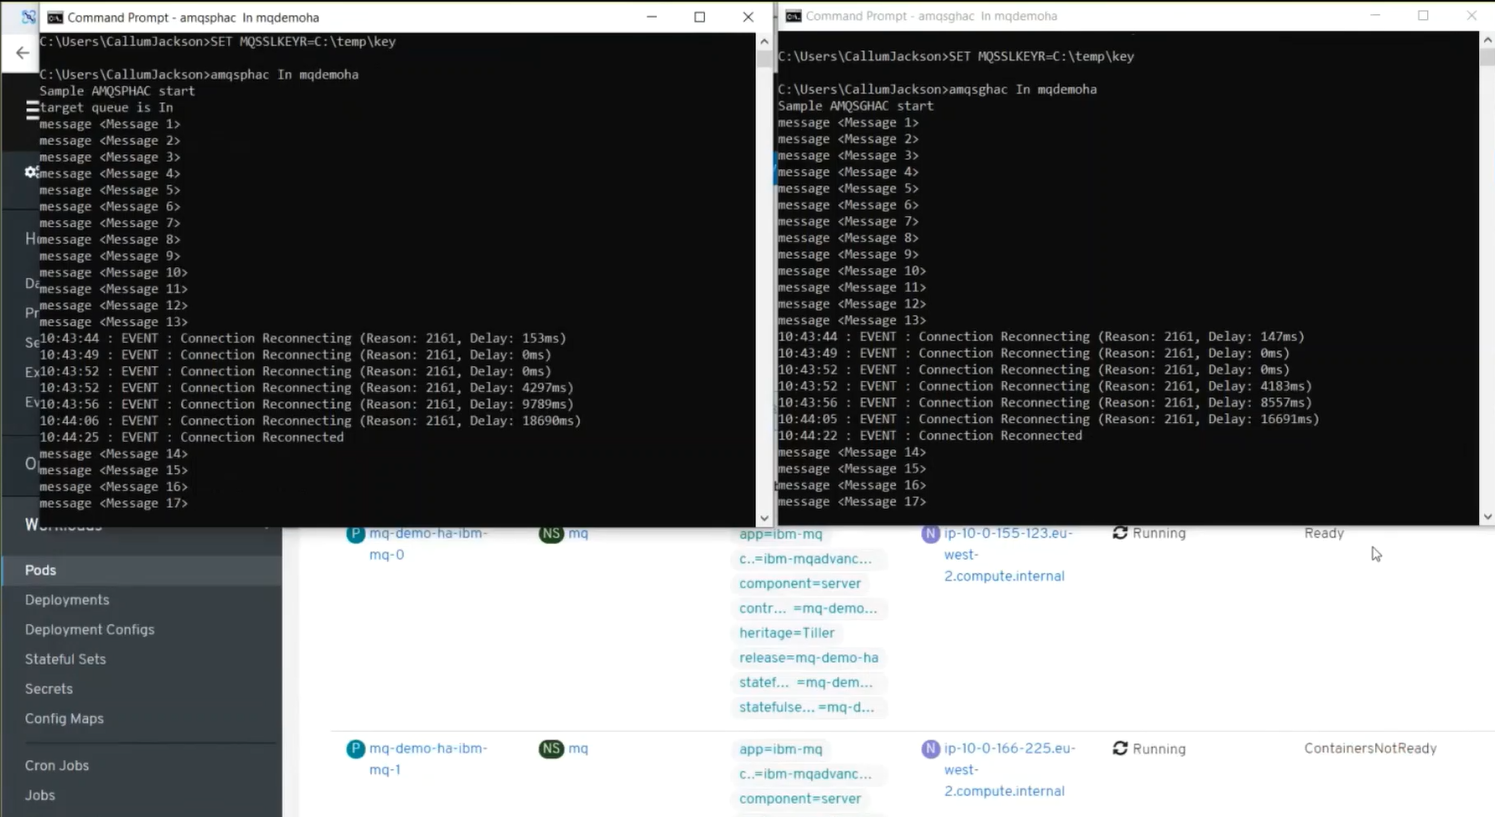 Command Prompt - amqsphac  In mqdemoha
C:\Users\CallumJackson>SET MQSSLKEYR=C:\temp\key
C:\Users\CallumJackson>amqsphac In mqdemoha
Sample AMQSPHAC start
target queue is In
message <Message 1>
message <Message 2>
message <Message 3>
message <Message 4>
message <Message 5>
message <Message 6>
message <Message 7>
message <Message 8>
message <Message 9>
message <Message 10>
message <Message 11>
message <Message 12>
message <Message 13>
10:43:44 : EVENT : Connection Reconnecting (Reason: 2161, Delay: 153ms)
10:43:49 : EVENT : Connection Reconnecting (Reason: 2161, Delay: 0ms)
10:43:52 : EVENT : Connection Reconnecting (Reason: 2161, Delay: 0ms)
10:43:52 : EVENT : Connection Reconnecting (Reason: 2161, Delay: 4297ms)
10:43:56 : EVENT : Connection Reconnecting (Reason: 2161, Delay: 9789ms)
10:44:06 : EVENT : Connection Reconnecting (Reason: 2161, Delay: 18690ms)
10:44:25 : EVENT : Connection Reconnected
message <Message 14>
message <Message 15>
message <Message 16>
message <Message 17>
Command Prompt - amqsghac  In mqdemoha
C:\Users\CallumJackson>SET MQSSLKEYR=C:\temp\key
C:\Users\CallumJackson>amqsghac In mqdemoha
Sample AMQSGHAC start
message <Message 1>
message <Message 2>
message <Message 3>
message <Message 4>
message <Message 5>
message <Message 6>
message <Message 7>
message <Message 8>
message <Message 9>
message <Message 10>
message <Message 11>
message <Message 12>
message <Message 13>
10:43:44 : EVENT : Connection Reconnecting (Reason: 2161, Delay: 147ms)
10:43:49 : EVENT : Connection Reconnecting (Reason: 2161, Delay: 0ms)
10:43:52 : EVENT : Connection Reconnecting (Reason: 2161, Delay: 0ms)
10:43:52 : EVENT : Connection Reconnecting (Reason: 2161, Delay: 4183ms)
10:43:56 : EVENT : Connection Reconnecting (Reason: 2161, Delay: 8557ms)
10:44:05 : EVENT : Connection Reconnecting (Reason: 2161, Delay: 16691ms)
10:44:22 : EVENT : Connection Reconnected
message <Message 14>
message <Message 15>
message <Message 16>
message <Message 17>
Da
Pr
Se
Ex
Ev
Workloads
Pods
Deployments
Deployment Configs
Stateful Sets
Secrets
Config Maps
Cron Jobs
Jobs
P mq-demo-ha-ibm-
mq-0
NS mq
app=ibm-mq
c..=ibm-mqadvanc...
component=server
contr... =mq-demo...
heritage=Tiller
release=mq-demo-ha
statef... =mq-dem...
statefulse... =mq-d...
N ip-10-0-155-123.eu-
west-
2.compute.internal
Running
Ready
P mq-demo-ha-ibm-
mq-1
NS mq
app=ibm-mq
c..=ibm-mqadvanc...
component=server
N ip-10-0-166-225.eu-
west-
2.compute.internal
Running
ContainersNotReady